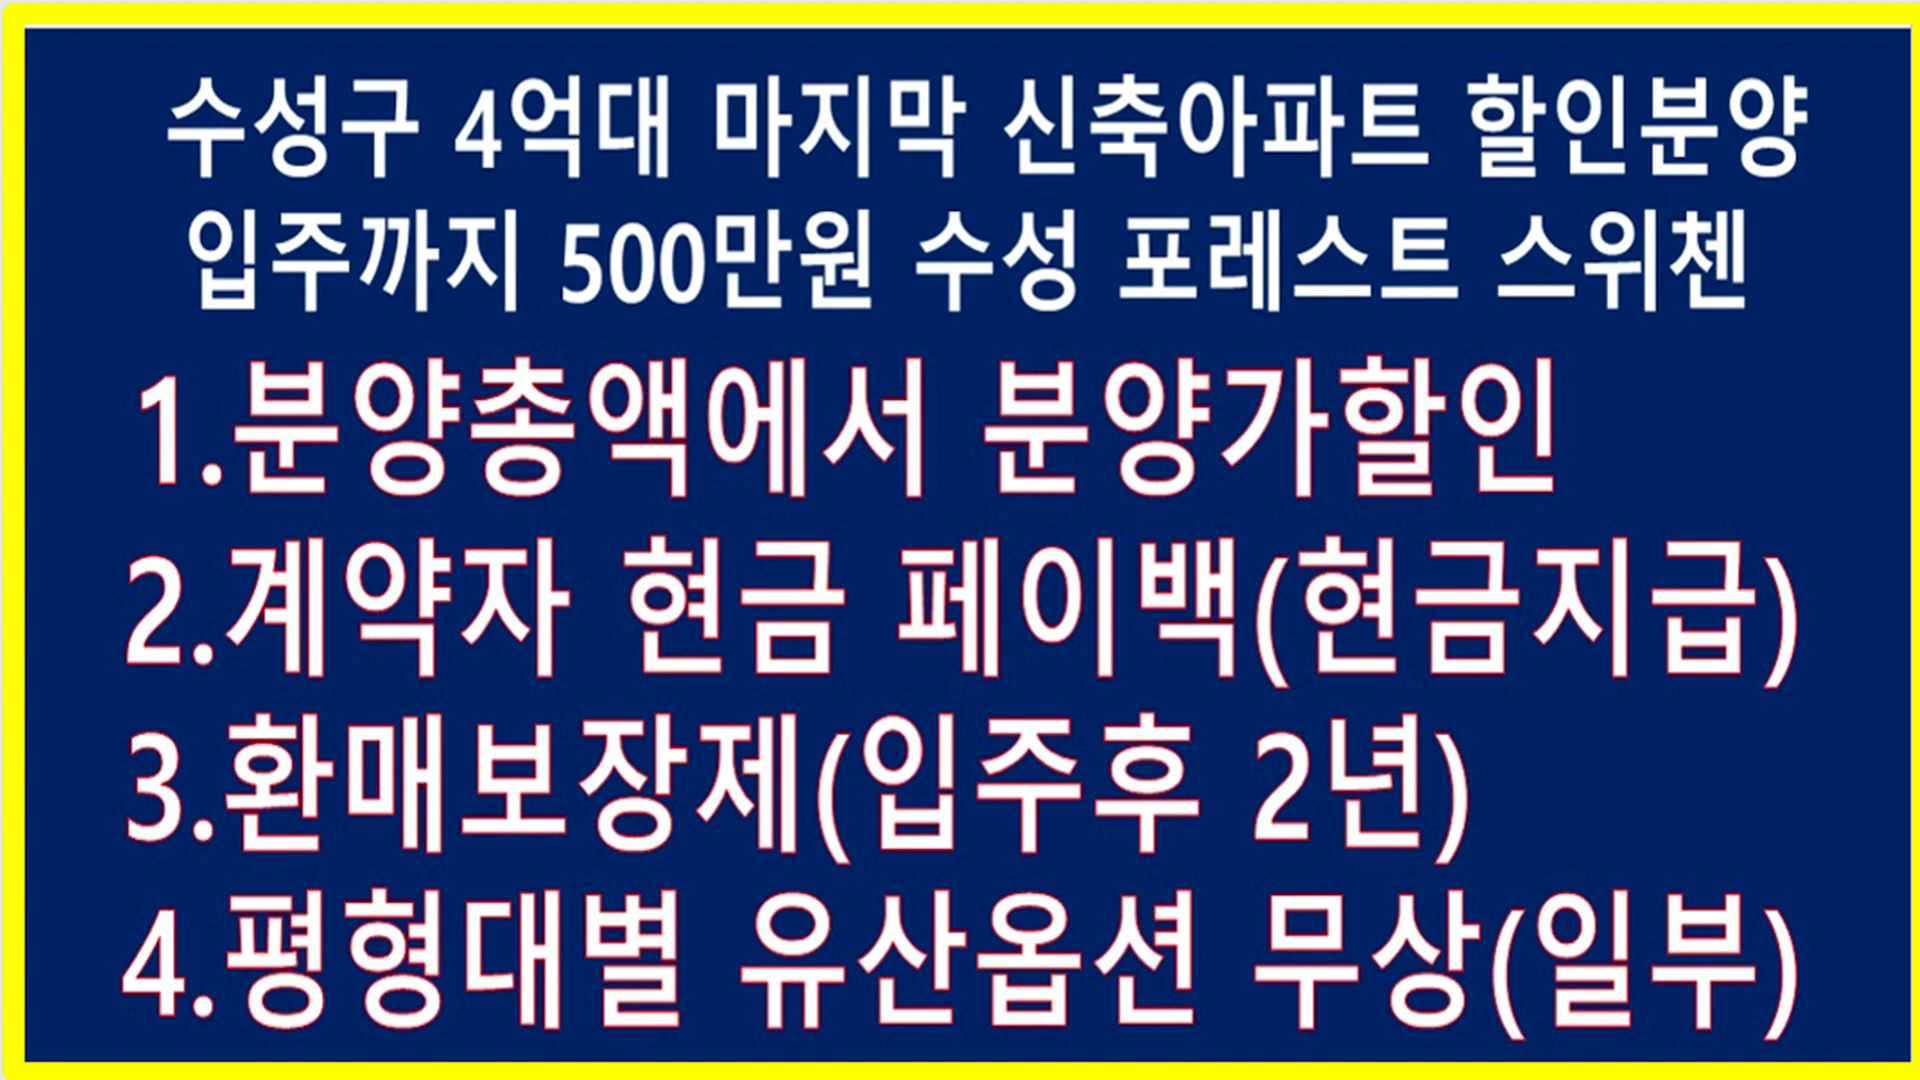 수성구 4억대 마지막 신축아파트 할인분양
입주까지 500만원 수성 포레스트 스위첸
1.분양총액에서 분양가할인
2.계약자 현금 페이백(현금지급)
3.환매보장제(입주후 2년)
4.평형대별 유산옵션 무상(일부)